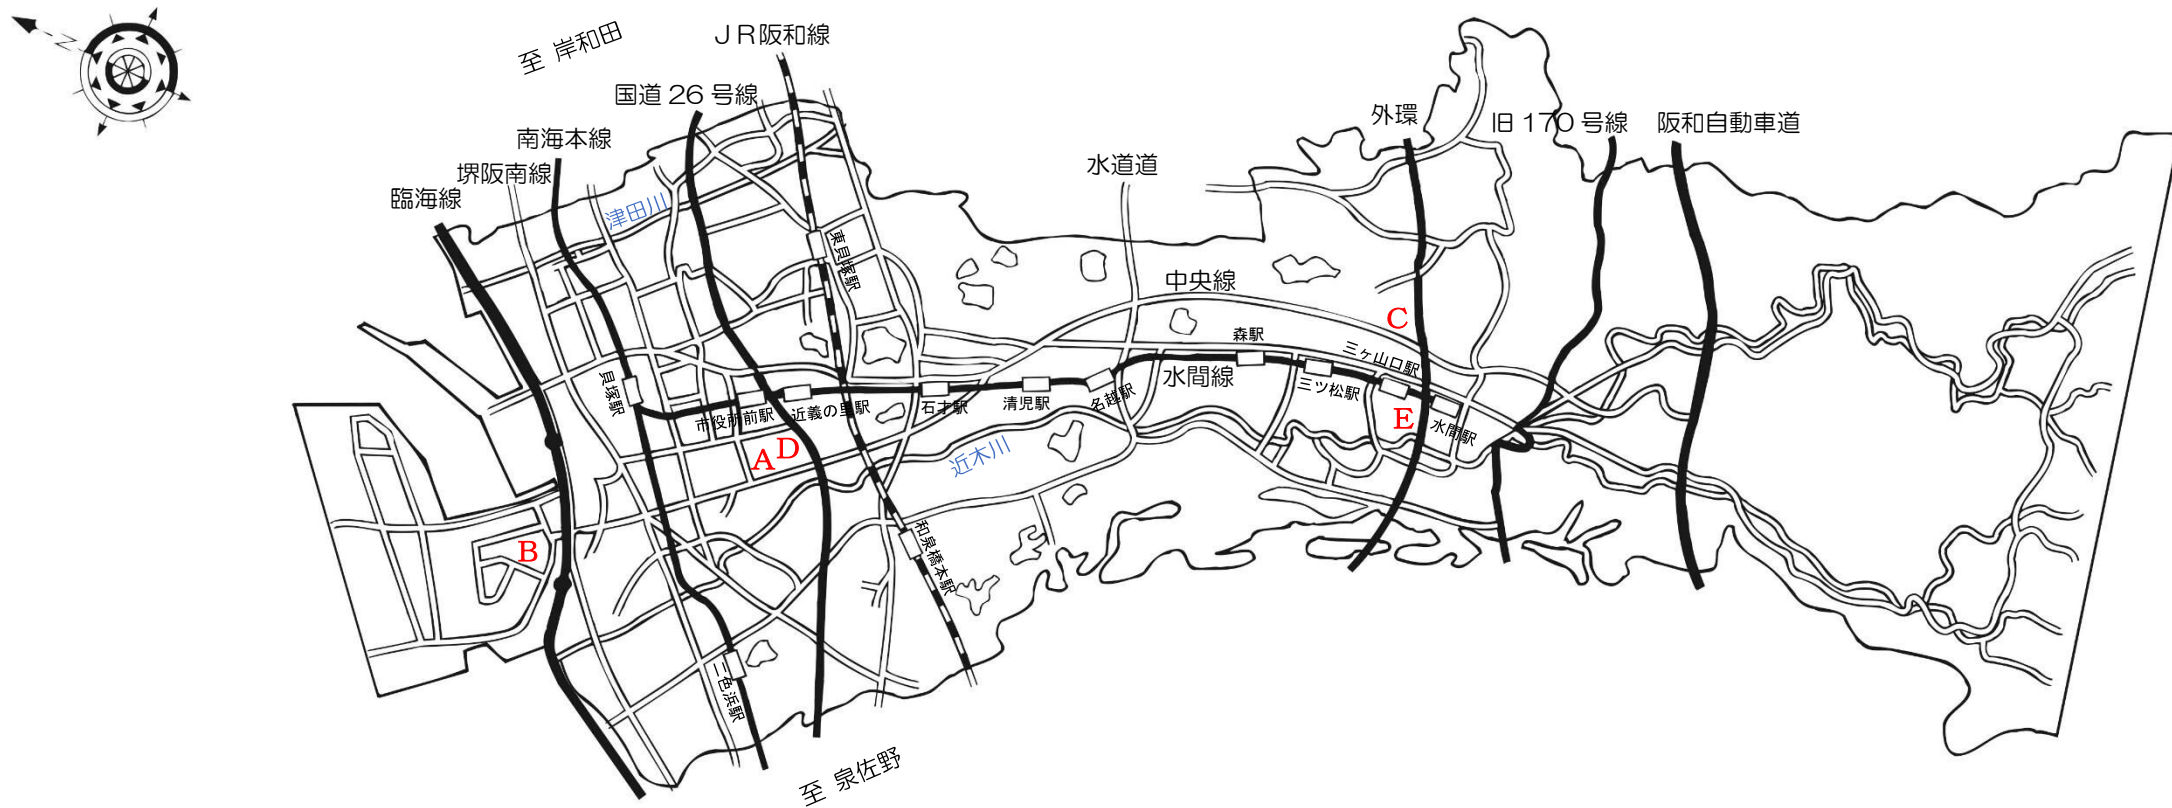 N
至 岸和田
JR阪和線
国道26号線
南海本線
堺阪南線
臨海線
津田川
水道道
外環
旧170号線
阪和自動車道
東貝塚駅
中央線
C
森駅
三ヶ山口駅
貝塚駅
市役所前駅
近義の里駅
石才駅
清児駅
名越駅
水間線
三ツ松駅
E
水間駅
A
D
近木川
B
和泉橋本駅
二色浜駅
至 泉佐野